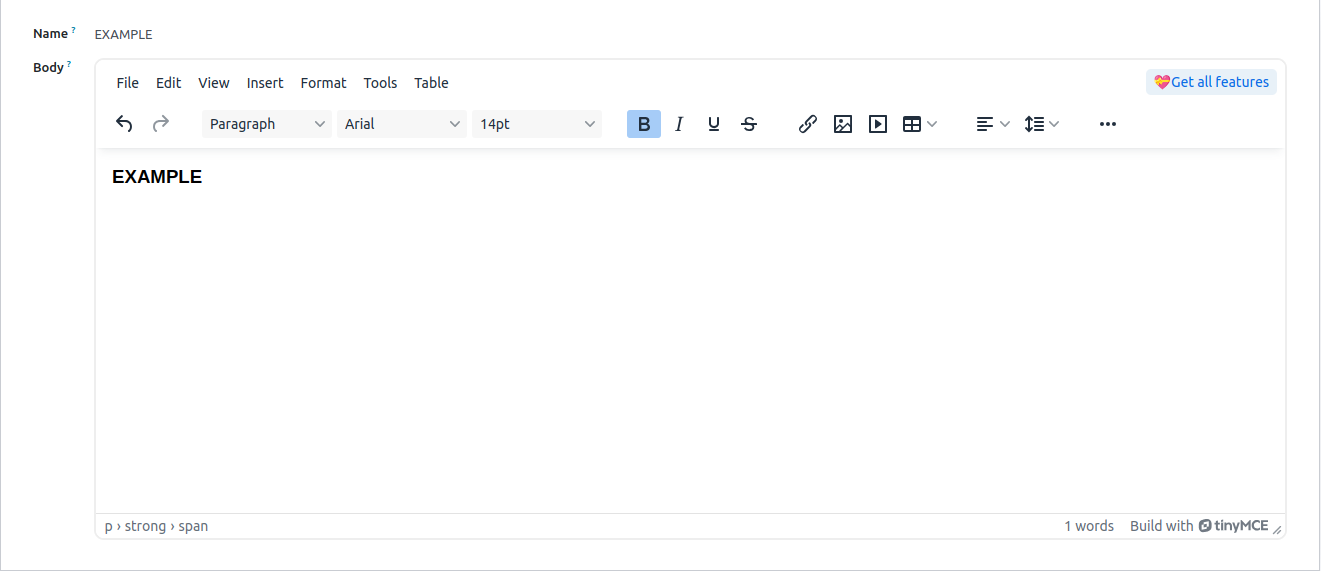 Name ? EXAMPLE
Body ?
File Edit View Insert Format Tools Table 💝Get all features
Paragraph Arial 14pt B I U S
EXAMPLE
p › strong › span 1 words Build with tinyMCE